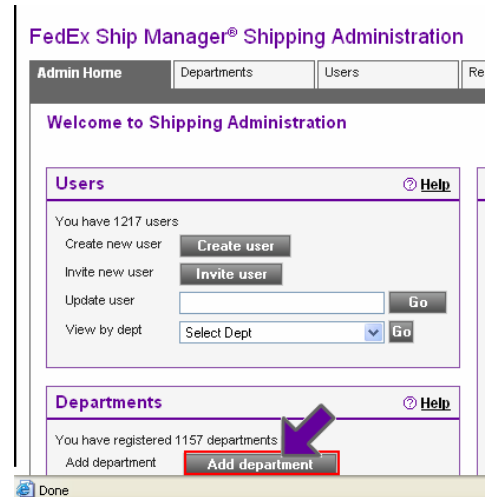 FedEx Ship Manager® Shipping Administration
Admin Home Departments Users Re
Welcome to Shipping Administration
Users ? Help
You have 1217 users
Create new user Create user
Invite new user Invite user
Update user Go
View by dept Select Dept Go
Departments ? Help
You have registered 1157 departments
Add department Add department
Done